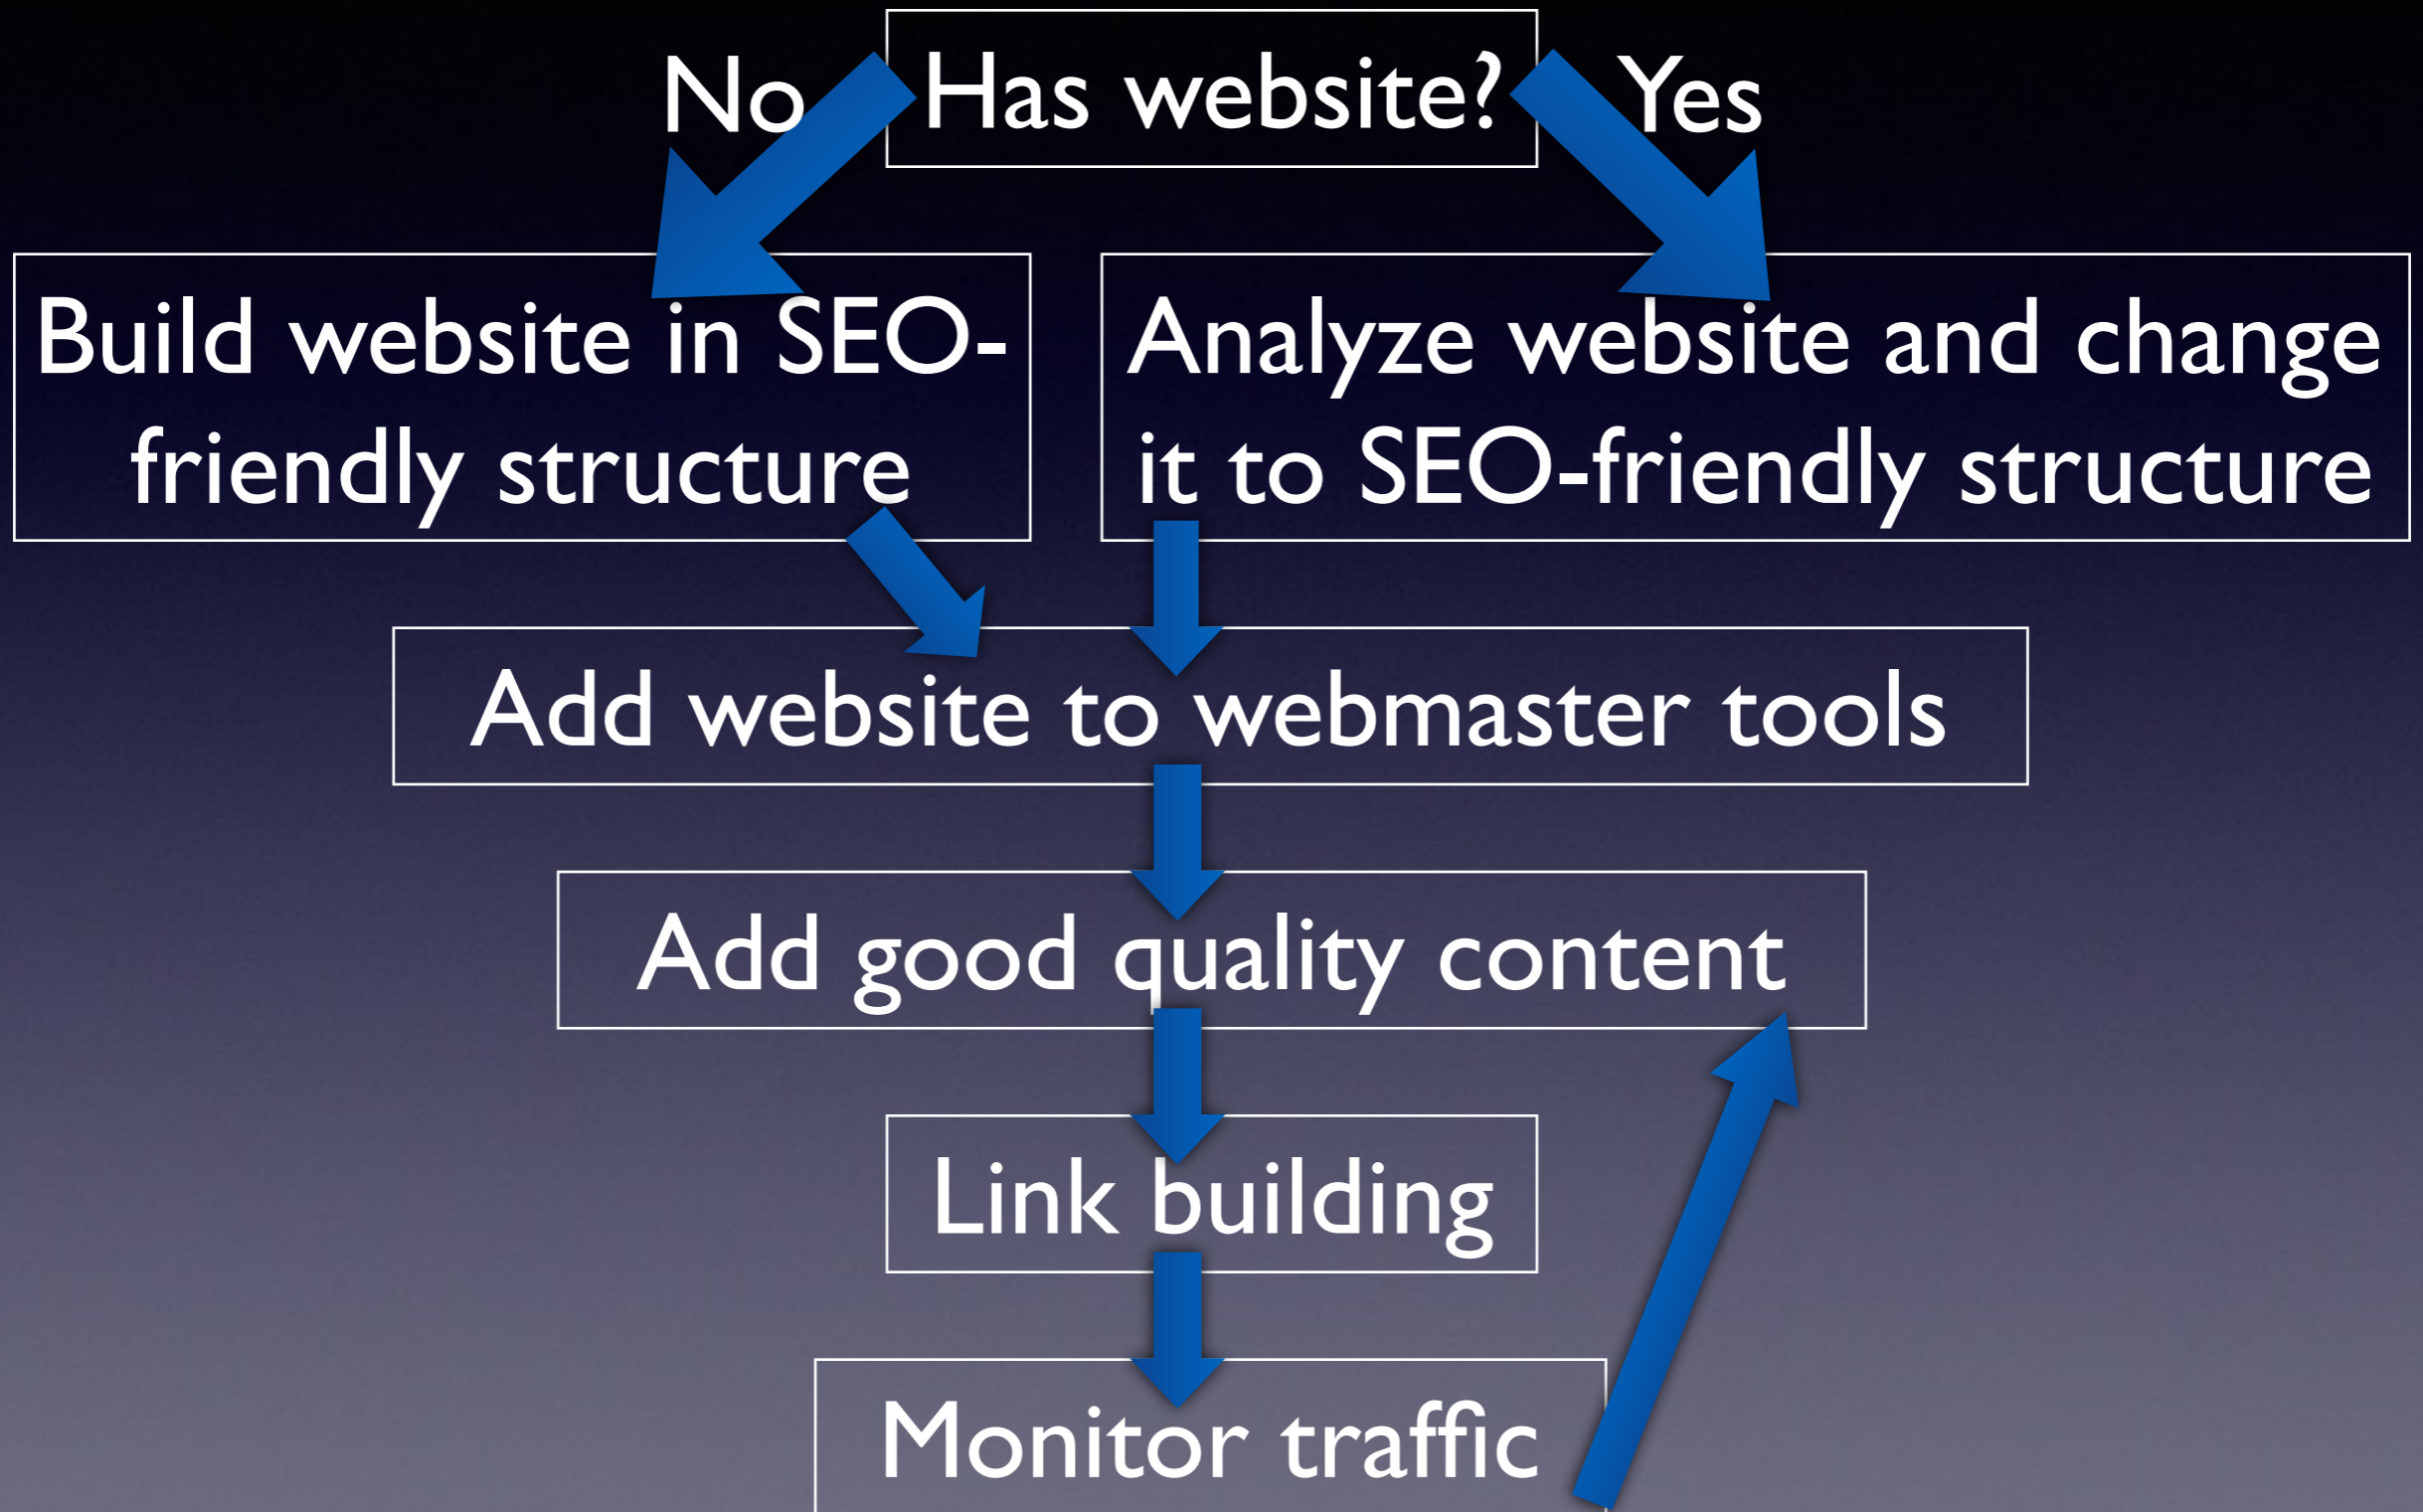 No
Has website?
Yes
Build website in SEO-
friendly structure
Analyze website and change
it to SEO-friendly structure
Add website to webmaster tools
Add good quality content
Link building
Monitor traffic